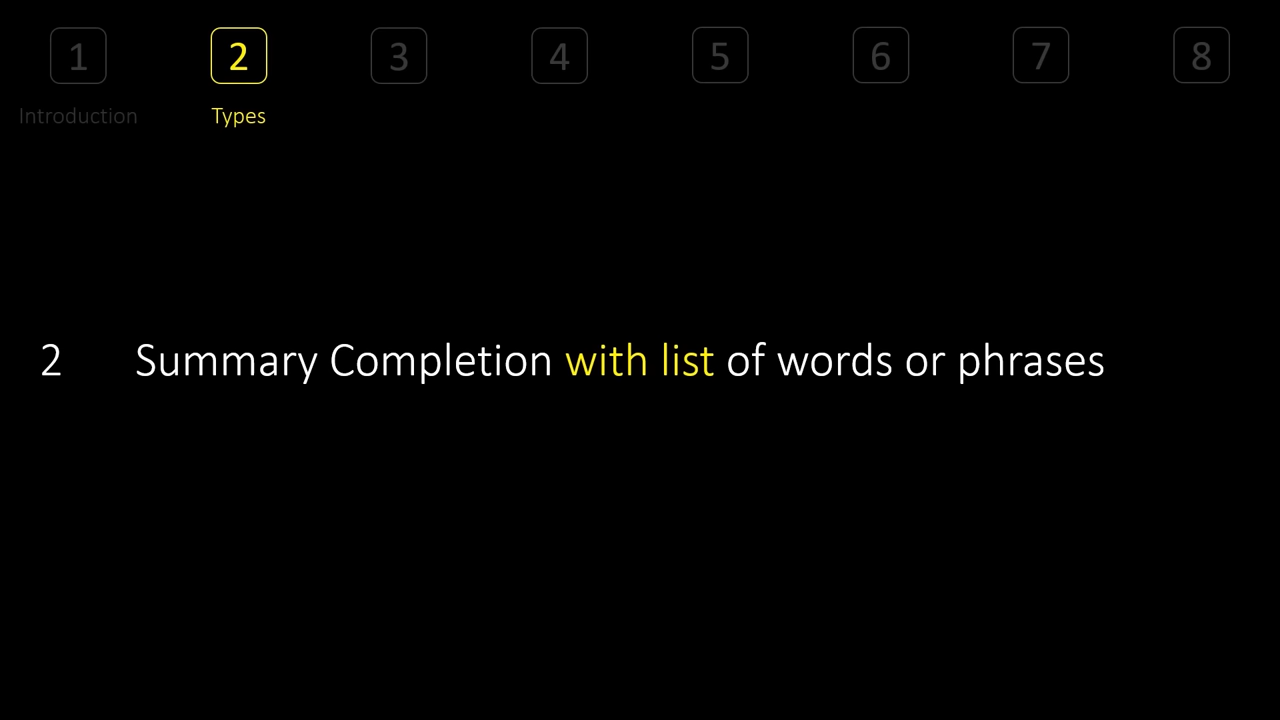 1 2 3 4 5 6 7 8
Introduction Types
2 Summary Completion with list of words or phrases